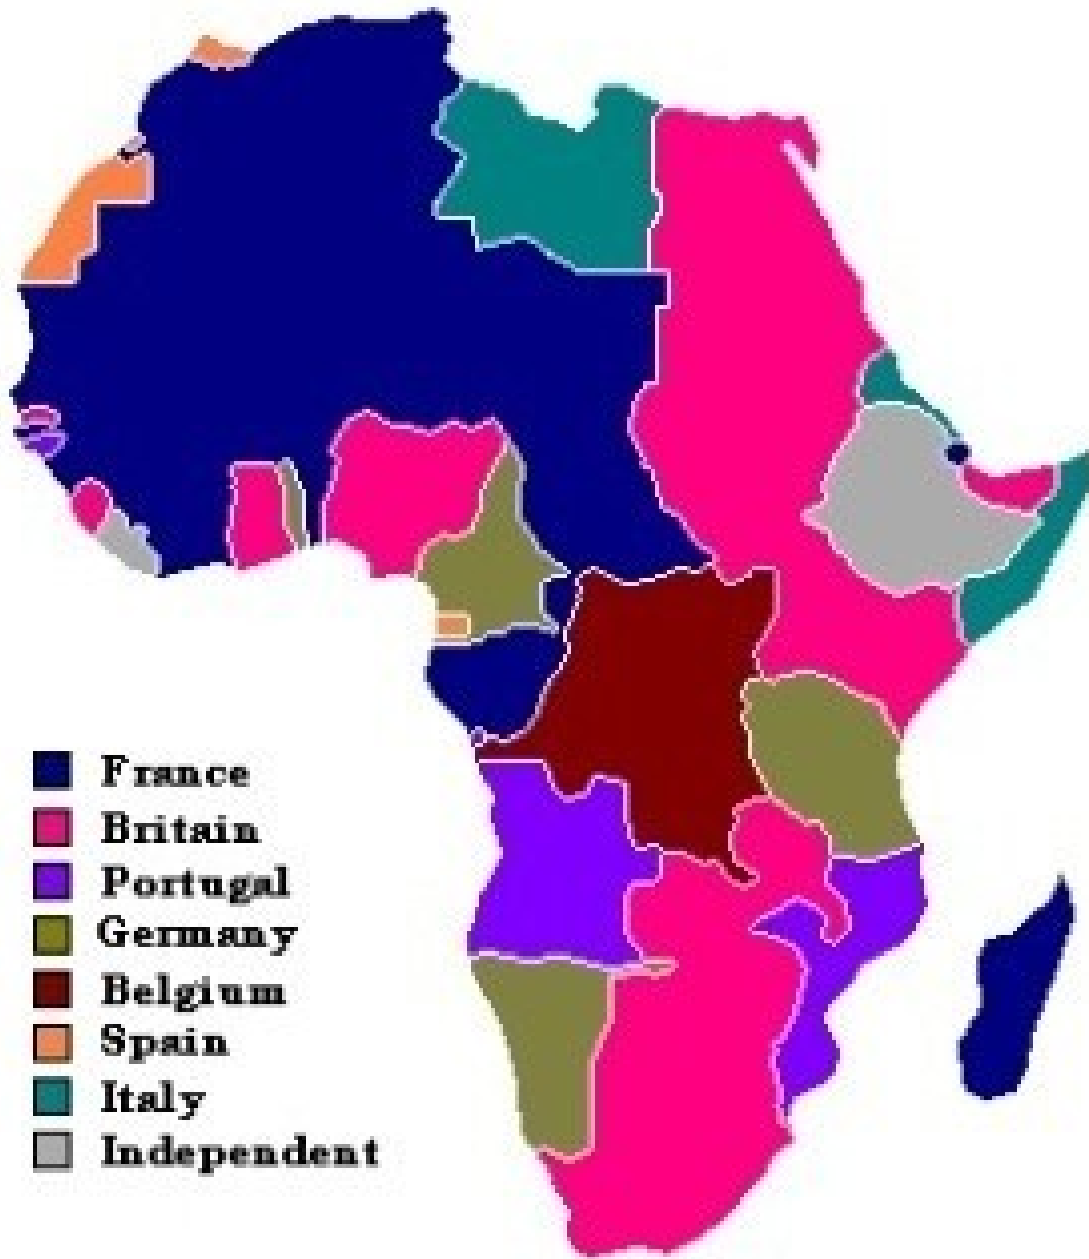 France
Britain
Portugal
Germany
Belgium
Spain
Italy
Independent